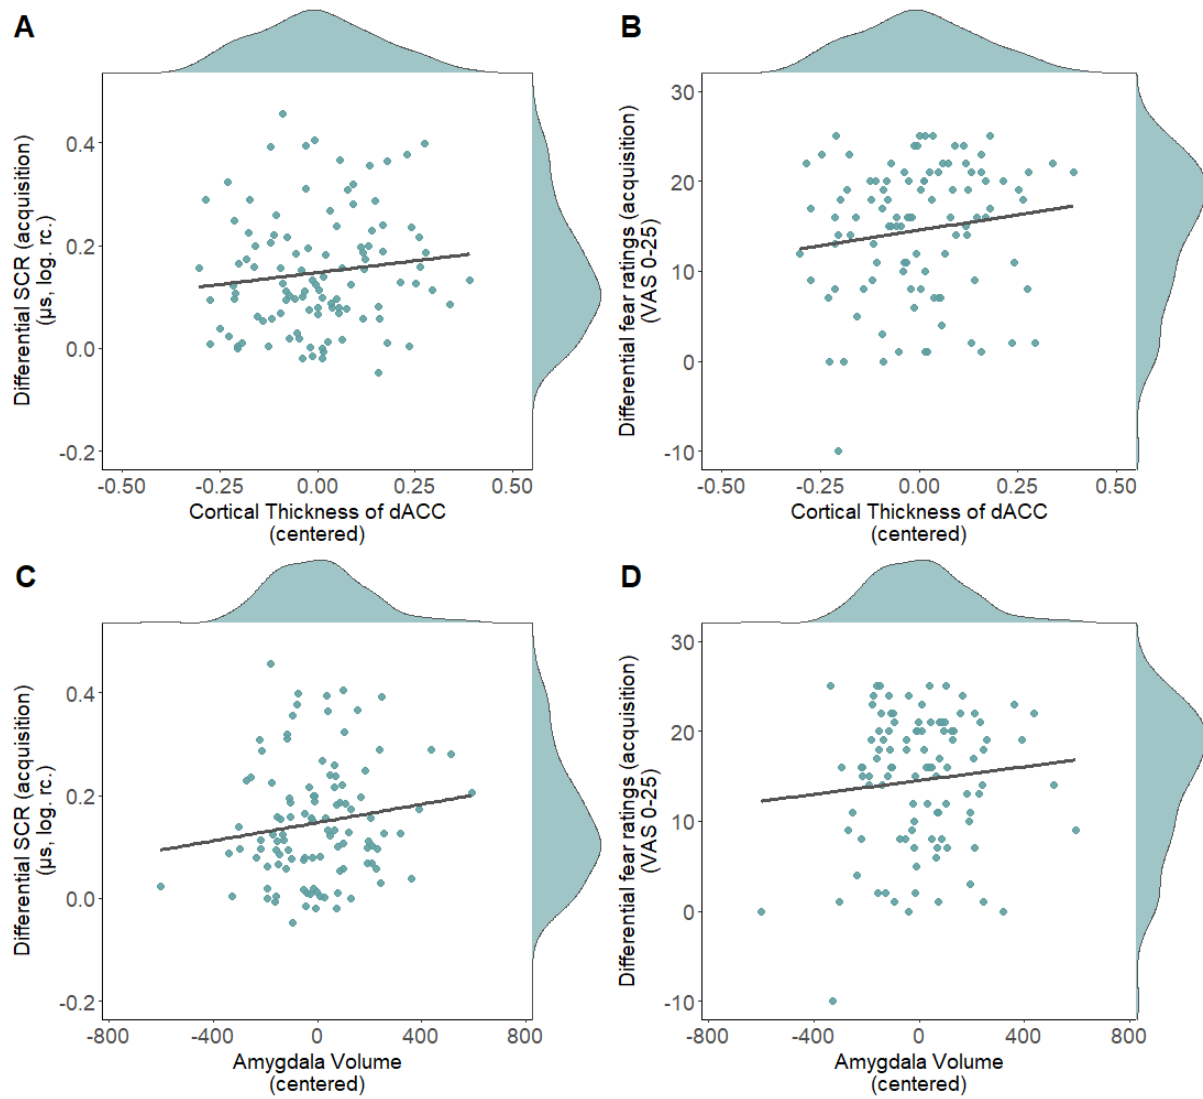 A
Differential SCR (acquisition)
(µs, log. rc.)
0.4
0.2
0.0
-0.2
-0.50 -0.25 0.00 0.25 0.50
Cortical Thickness of dACC
(centered)
B
Differential fear ratings (acquisition)
(VAS 0-25)
30
20
10
0
-10
-0.50 -0.25 0.00 0.25 0.50
Cortical Thickness of dACC
(centered)
C
Differential SCR (acquisition)
(µs, log. rc.)
0.4
0.2
0.0
-0.2
-800 -400 0 400 800
Amygdala Volume
(centered)
D
Differential fear ratings (acquisition)
(VAS 0-25)
30
20
10
0
-10
-800 -400 0 400 800
Amygdala Volume
(centered)